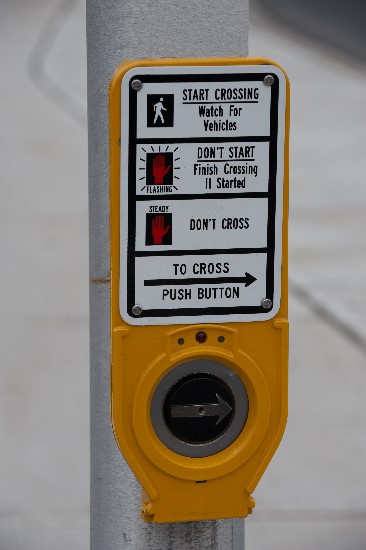 START CROSSING
Watch For
Vehicles
DON'T START
Finish Crossing
If Started
FLASHING
STEADY
DON'T CROSS
TO CROSS
PUSH BUTTON